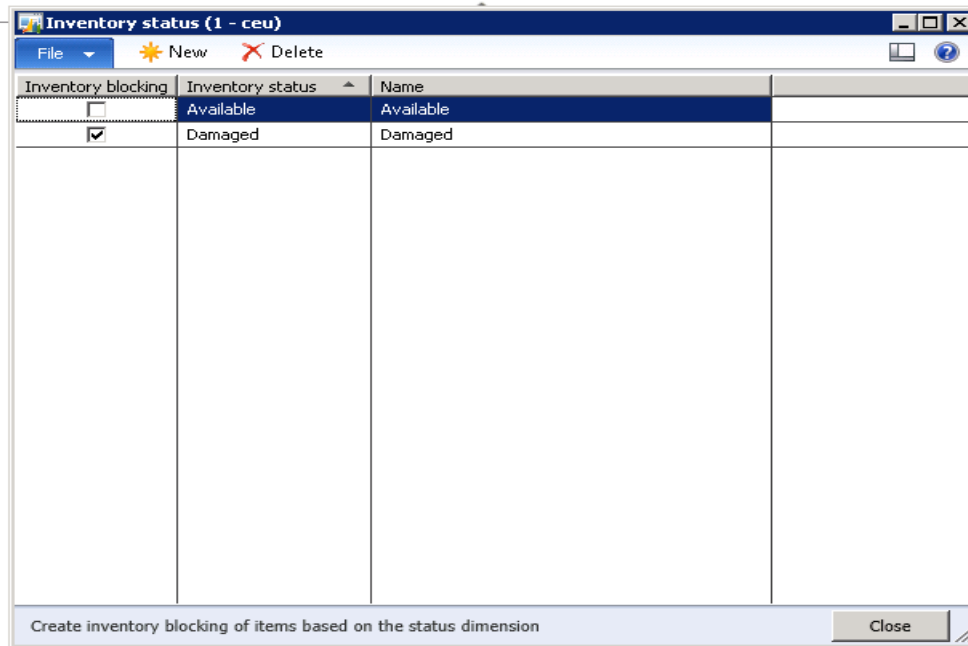 Inventory status (1 - ceu)
File New Delete
Inventory blocking Inventory status Name
Available Available
Damaged Damaged
Create inventory blocking of items based on the status dimension Close